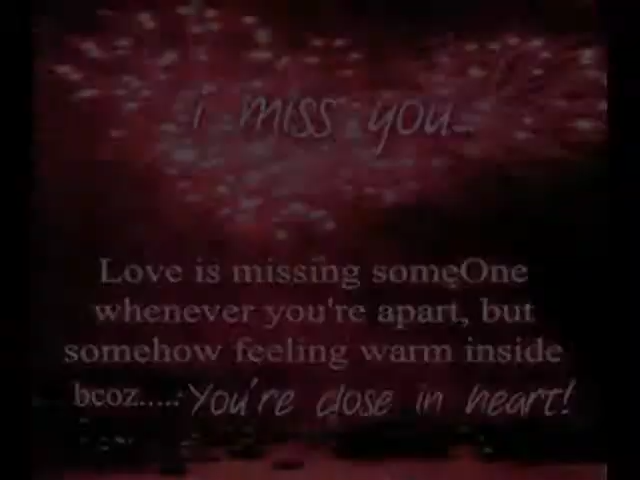 i miss you...
Love is missing someOne
whenever you're apart, but
somehow feeling warm inside
bcoz..... You're close in heart!